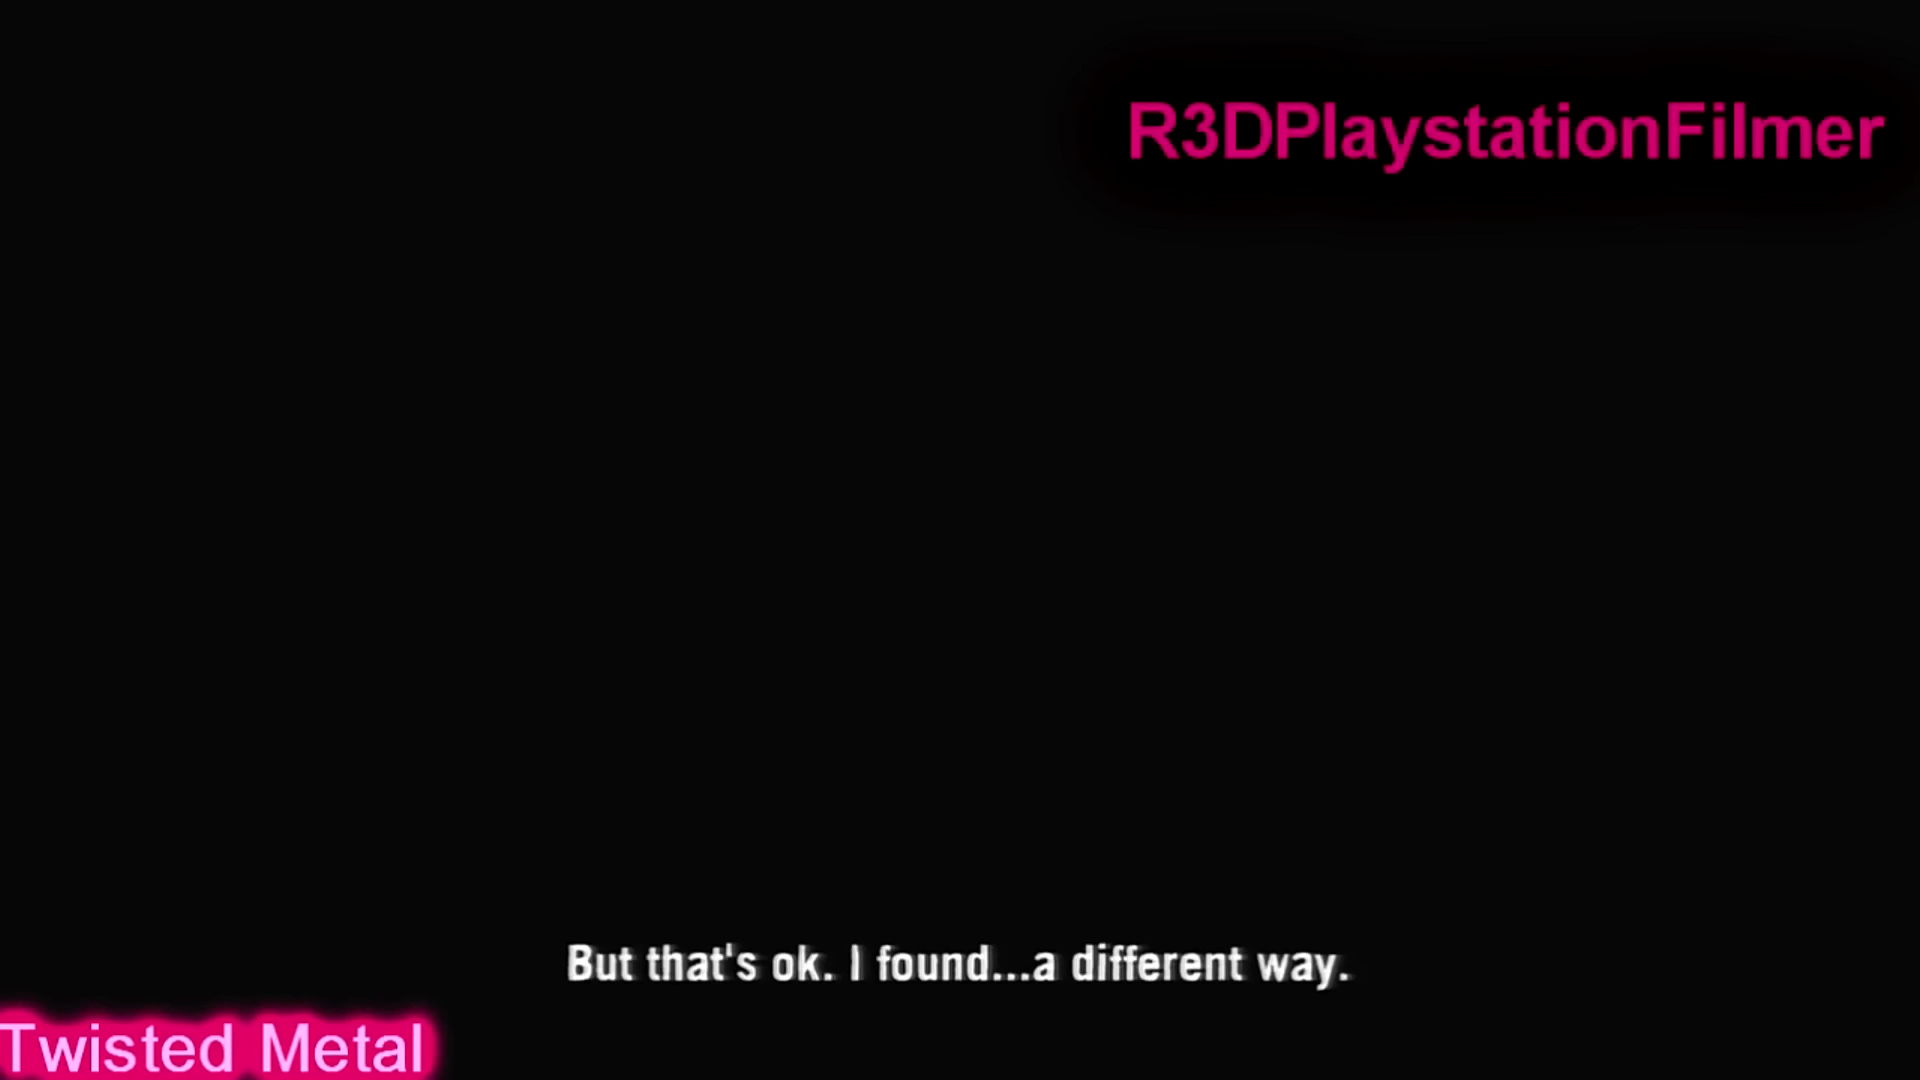 R3DPlaystationFilmer
But that's ok. I found...a different way.
Twisted Metal